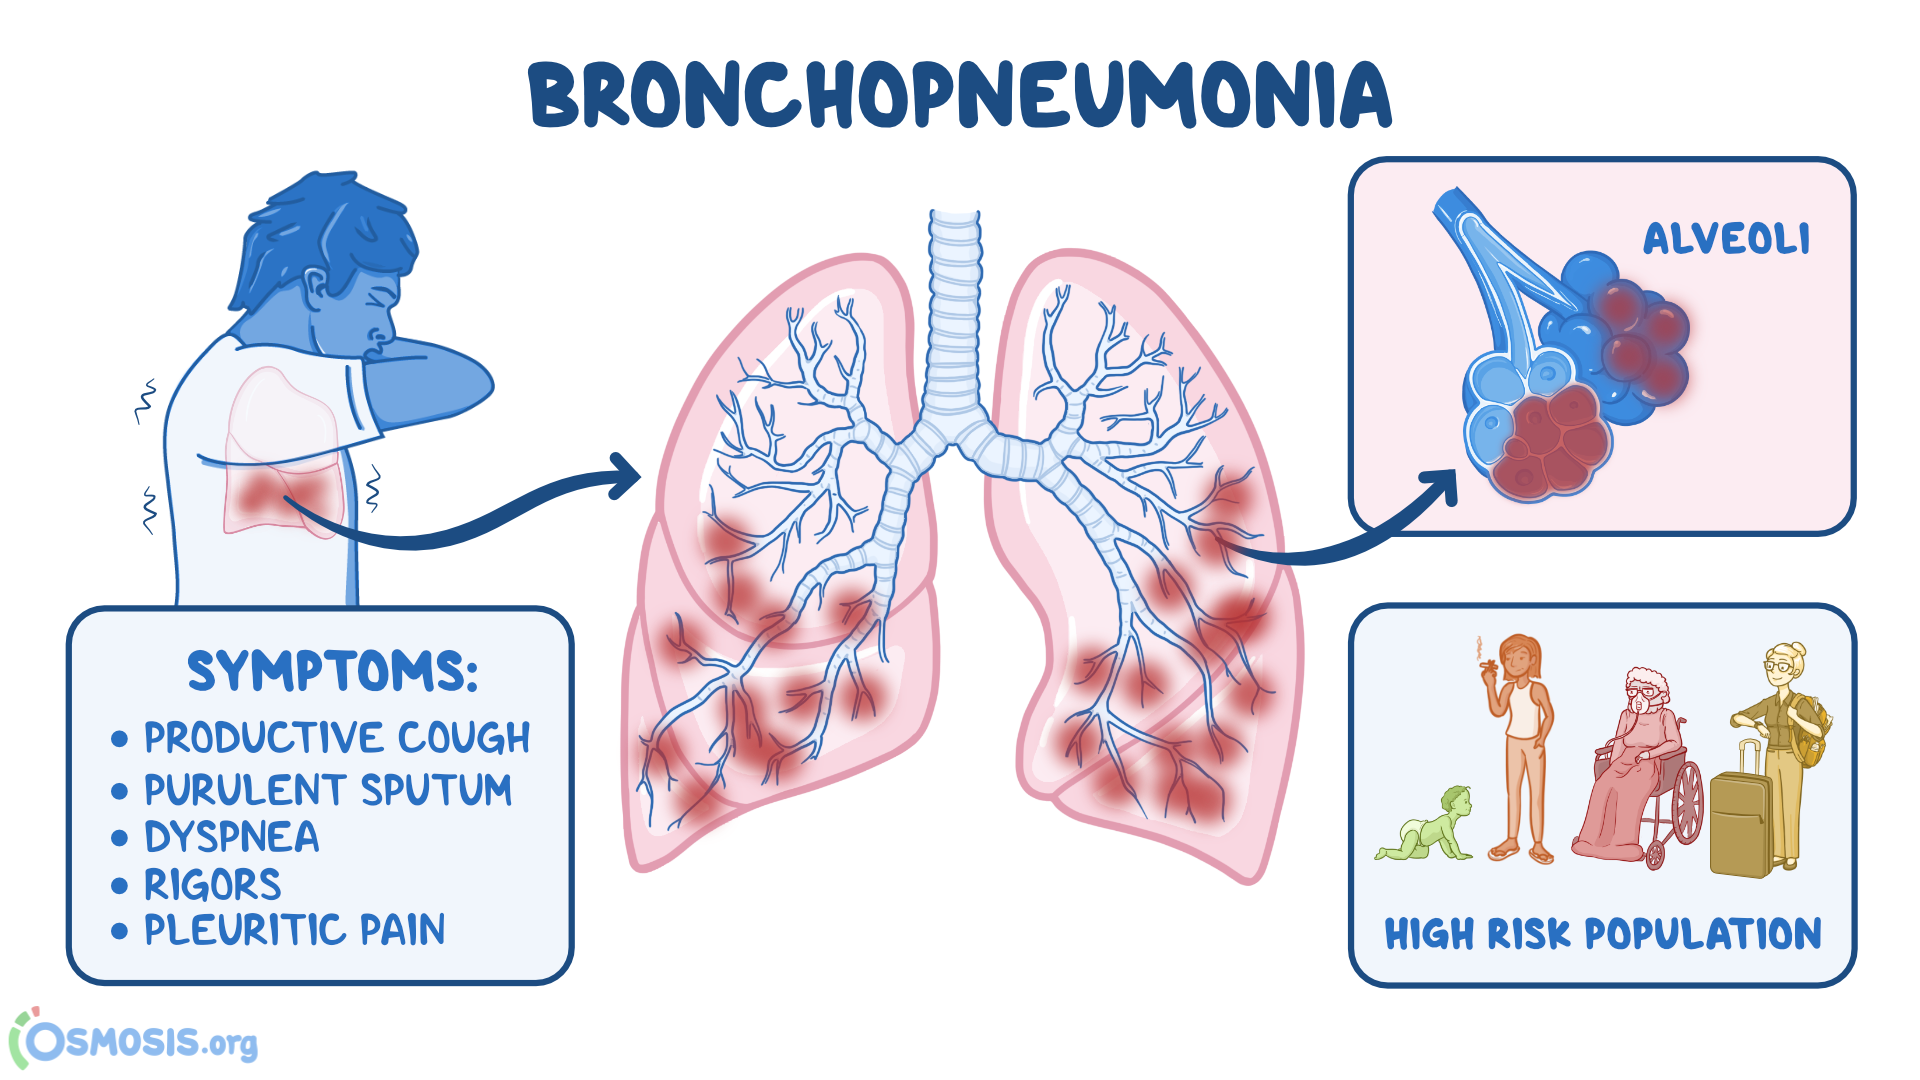 BRONCHOPNEUMONIA
ALVEOLI
SYMPTOMS:
• PRODUCTIVE COUGH
• PURULENT SPUTUM
• DYSPNEA
• RIGORS
• PLEURITIC PAIN
HIGH RISK POPULATION
OSMOSIS.org